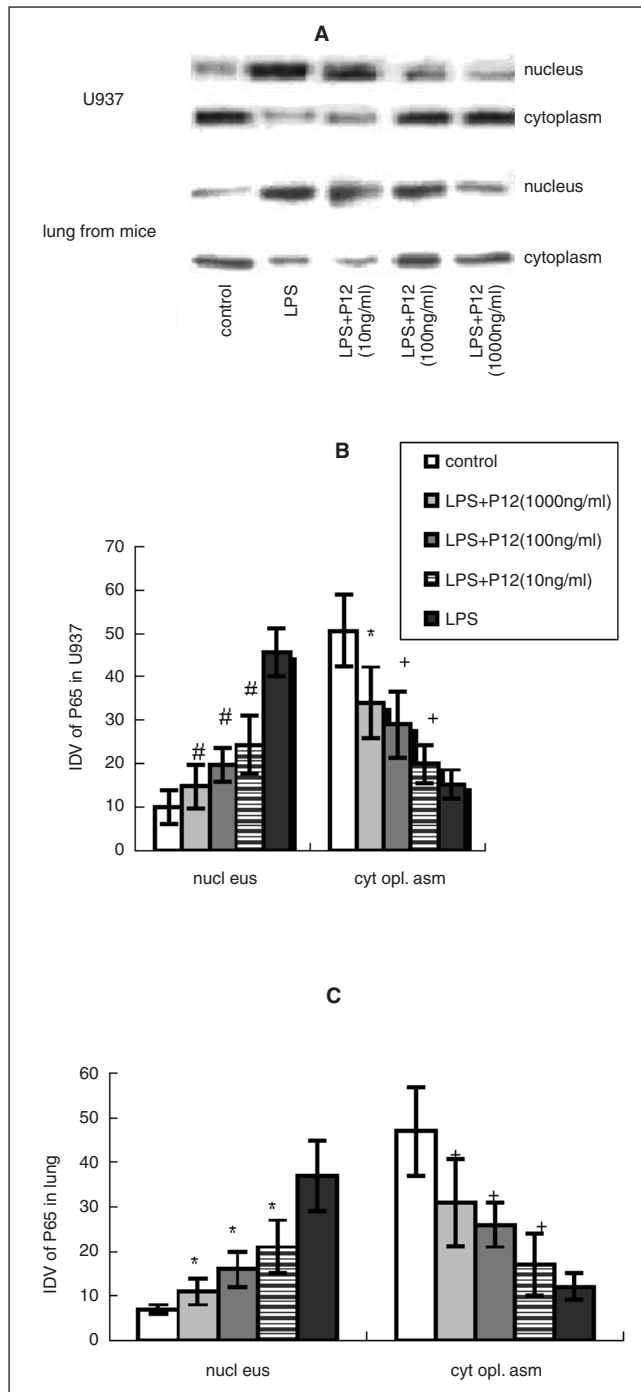 A
U937
nucleus
cytoplasm
lung from mice
nucleus
cytoplasm
control
LPS
LPS+P12
(10ng/ml)
LPS+P12
(100ng/ml)
LPS+P12
(1000ng/ml)
B
control
LPS+P12(1000ng/ml)
LPS+P12(100ng/ml)
LPS+P12(10ng/ml)
LPS
IDV of P65 in U937
70
60
50
40
30
20
10
0
#
#
#
*
+
+
nucl eus
cyt opl. asm
C
IDV of P65 in lung
60
50
40
30
20
10
0
*
*
*
+
+
+
nucl eus
cyt opl. asm